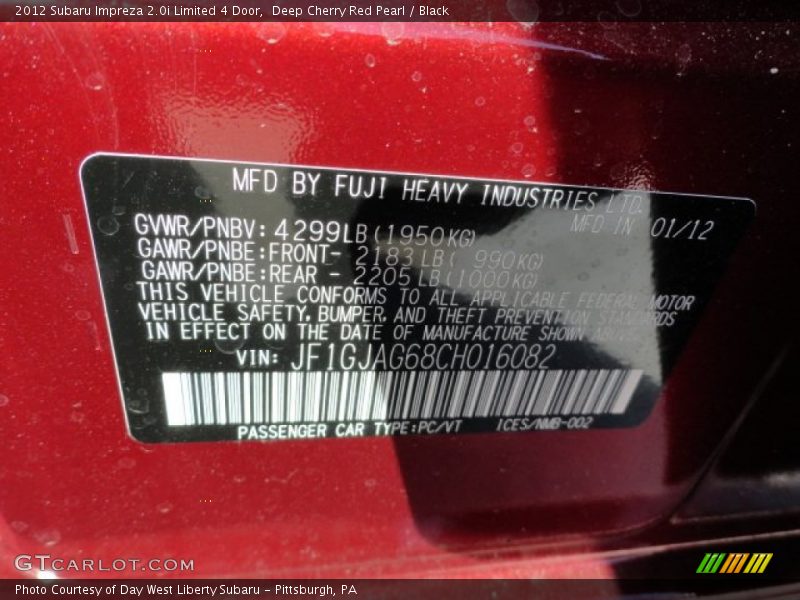 2012 Subaru Impreza 2.0i Limited 4 Door,  Deep Cherry Red Pearl / Black
MFD BY FUJI HEAVY INDUSTRIES LTD.
MFD IN 01/12
GVWR/PNBV: 4299LB (1950KG)
GAWR/PNBE:FRONT- 2183LB ( 990KG)
GAWR/PNBE:REAR - 2205LB (1000KG)
THIS VEHICLE CONFORMS TO ALL APPLICABLE FEDERAL MOTOR
VEHICLE SAFETY, BUMPER, AND THEFT PREVENTION STANDARDS
IN EFFECT ON THE DATE OF MANUFACTURE SHOWN ABOVE.
VIN: JF1GJAG68CH016082
PASSENGER CAR TYPE:PC/VT ICES/NMB-002
GTCARLOT.COM
Photo Courtesy of Day West Liberty Subaru - Pittsburgh, PA